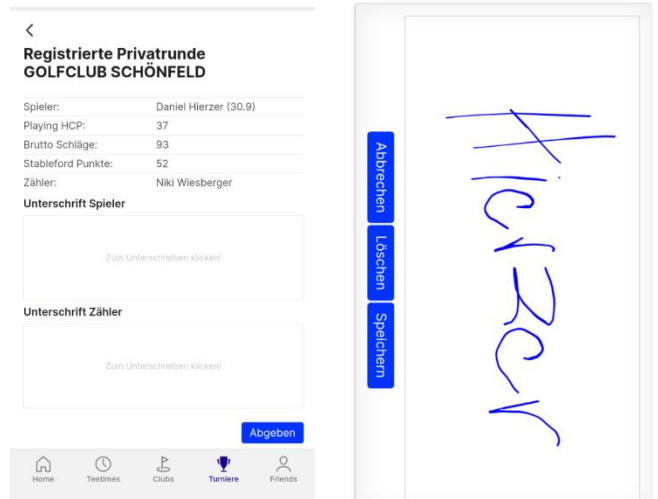 Registrierte Privatrunde
GOLFCLUB SCHÖNFELD
Spieler: Daniel Hierzer (30.9)
Playing HCP: 37
Brutto Schläge: 93
Stableford Punkte: 52
Zähler: Niki Wiesberger
Unterschrift Spieler
Zum Unterschreiben klicken!
Unterschrift Zähler
Zum Unterschreiben klicken!
Abgeben
Home Teetimes Clubs Turniere Friends
Abbrechen
Löschen
Speichern
Hierzer